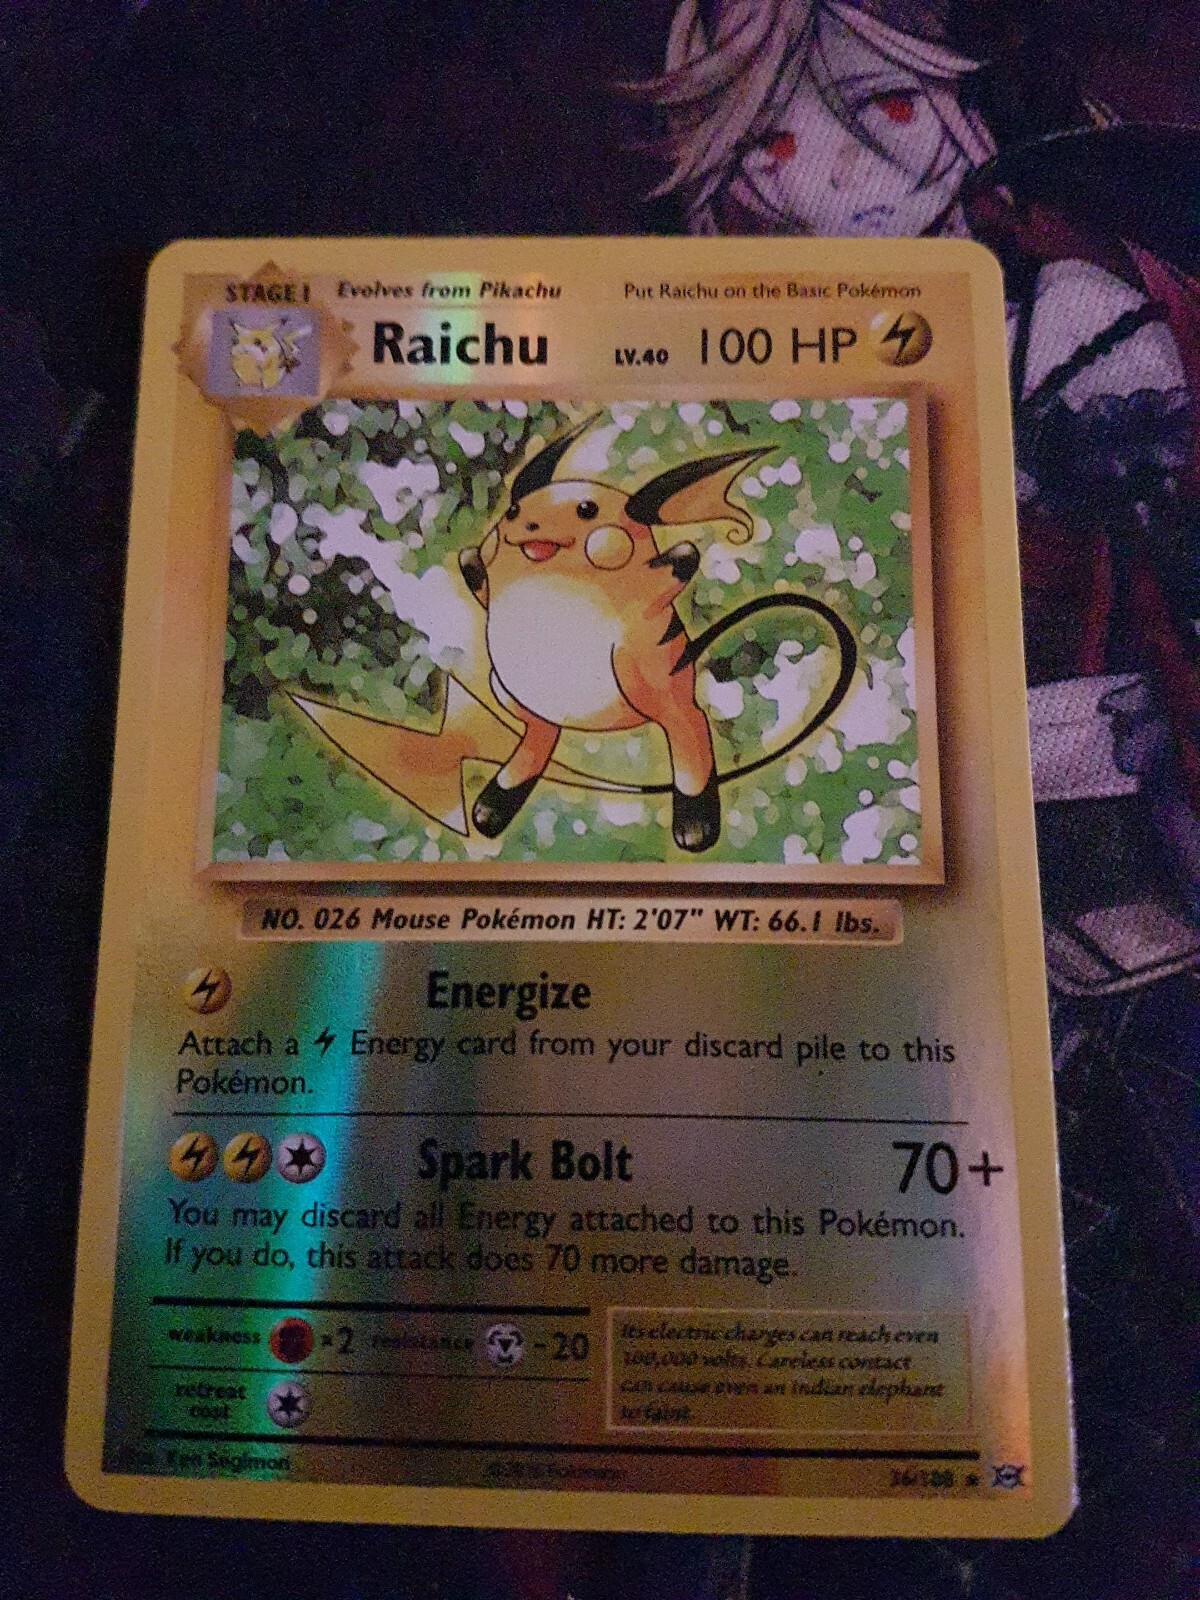 STAGE 1 Evolves from Pikachu Put Raichu on the Basic Pokémon
Raichu LV.40 100 HP
NO. 026 Mouse Pokémon HT: 2'07" WT: 66.1 lbs.
Energize
Attach a Energy card from your discard pile to this
Pokémon.
Spark Bolt 70+
You may discard all Energy attached to this Pokémon.
If you do, this attack does 70 more damage.
weakness ×2 resistance -20
retreat
cost
Its electric charges can reach even
100,000 volts. Careless contact
can cause even an Indian elephant
to faint.
Ken Sugimori